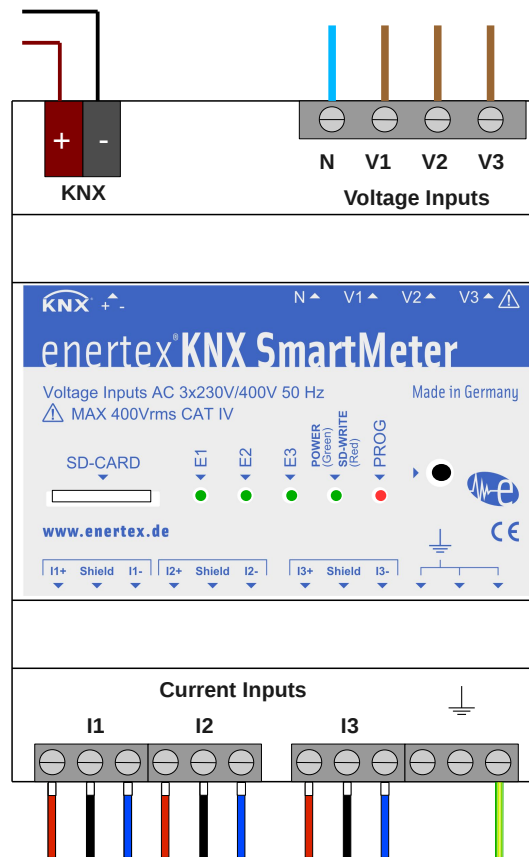 + -
KNX
N V1 V2 V3
Voltage Inputs
KNX + - N V1 V2 V3
enertex® KNX SmartMeter
Voltage Inputs AC 3x230V/400V 50 Hz Made in Germany
MAX 400Vrms CAT IV
SD-CARD E1 E2 E3 POWER (Green) SD-WRITE (Red) PROG
e
www.enertex.de CE
I1+ Shield I1- I2+ Shield I2- I3+ Shield I3-
Current Inputs
I1 I2 I3